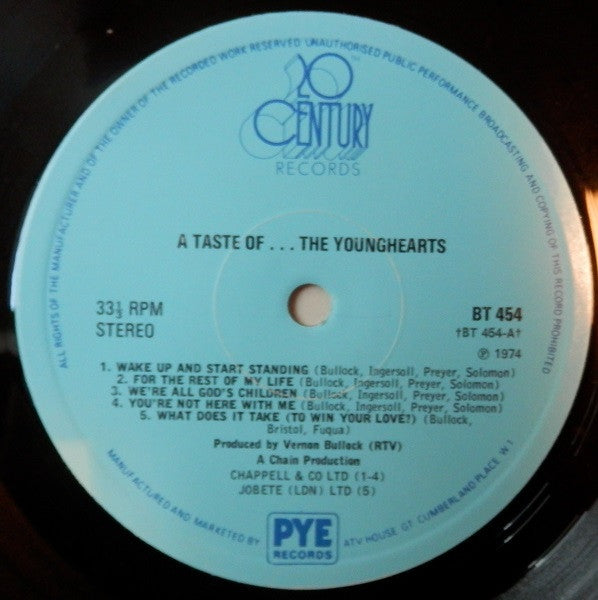 ALL RIGHTS OF THE MANUFACTURER AND OF THE OWNER OF THE RECORDED WORK RESERVED. UNAUTHORISED PUBLIC PERFORMANCE BROADCASTING AND COPYING OF THIS RECORD PROHIBITED
20™
CENTURY
RECORDS
A TASTE OF . . . THE YOUNGHEARTS
33⅓ RPM
STEREO
BT 454
†BT 454-A†
℗ 1974
1. WAKE UP AND START STANDING (Bullock, Ingersoll, Preyer, Solomon)
2. FOR THE REST OF MY LIFE (Bullock, Ingersoll, Preyer, Solomon)
3. WE'RE ALL GOD'S CHILDREN (Bullock, Ingersoll, Preyer, Solomon)
4. YOU'RE NOT HERE WITH ME (Bullock, Ingersoll, Preyer, Solomon)
5. WHAT DOES IT TAKE (TO WIN YOUR LOVE?) (Bullock,
Bristol, Fuqua)
Produced by Vernon Bullock (RTV)
A Chain Production
CHAPPELL & CO LTD (1-4)
JOBETE (LDN) LTD (5)
MANUFACTURED AND MARKETED BY
PYE
RECORDS
ATV HOUSE GT. CUMBERLAND PLACE W.1